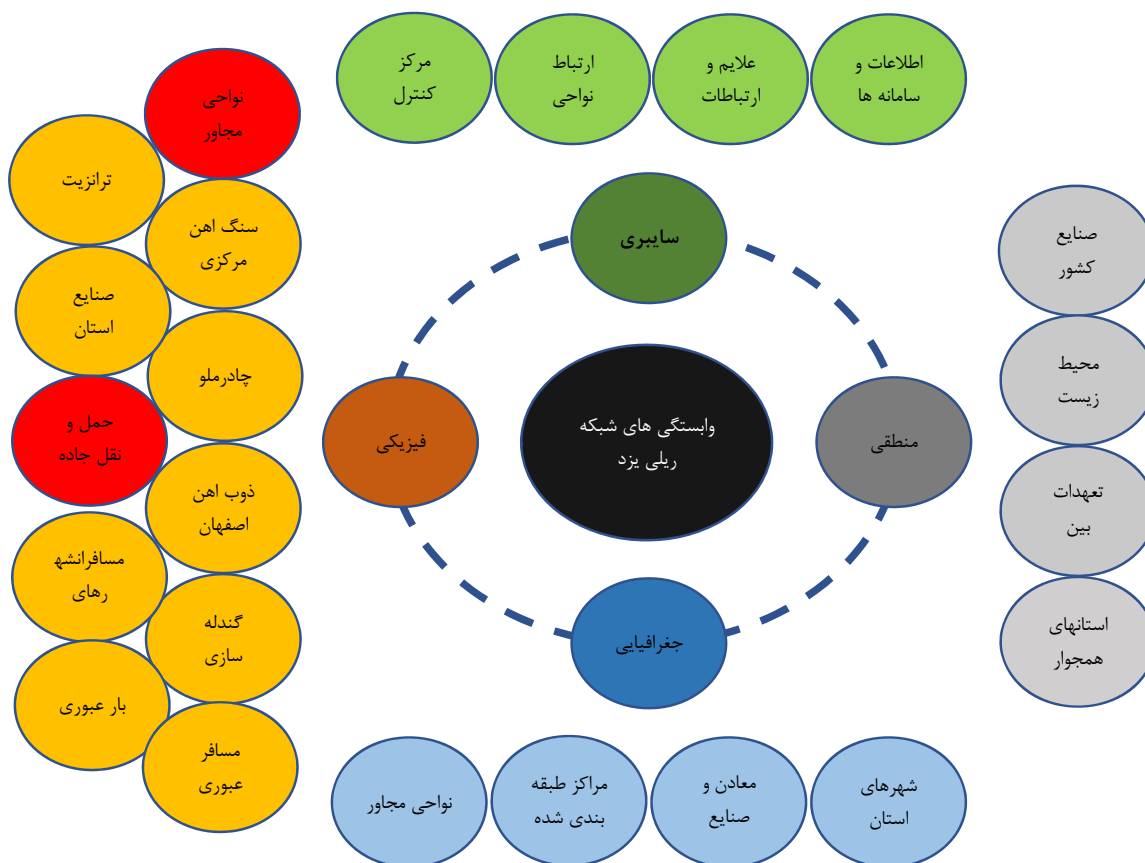 اطلاعات و
سامانه ها
علایم و
ارتباطات
ارتباط
نواحی
مرکز
کنترل
سایبری
صنایع
کشور
محیط
زیست
تعهدات
بین
استانهای
همجوار
منطقی
وابستگی های شبکه
ریلی یزد
فیزیکی
جغرافیایی
نواحی
مجاور
ترانزیت
سنگ اهن
مرکزی
صنایع
استان
چادرملو
حمل و
نقل جاده
ذوب اهن
اصفهان
مسافرانشه
رهای
گندله
سازی
بار عبوری
مسافر
عبوری
شهرهای
استان
معادن و
صنایع
مراکز طبقه
بندی شده
نواحی مجاور